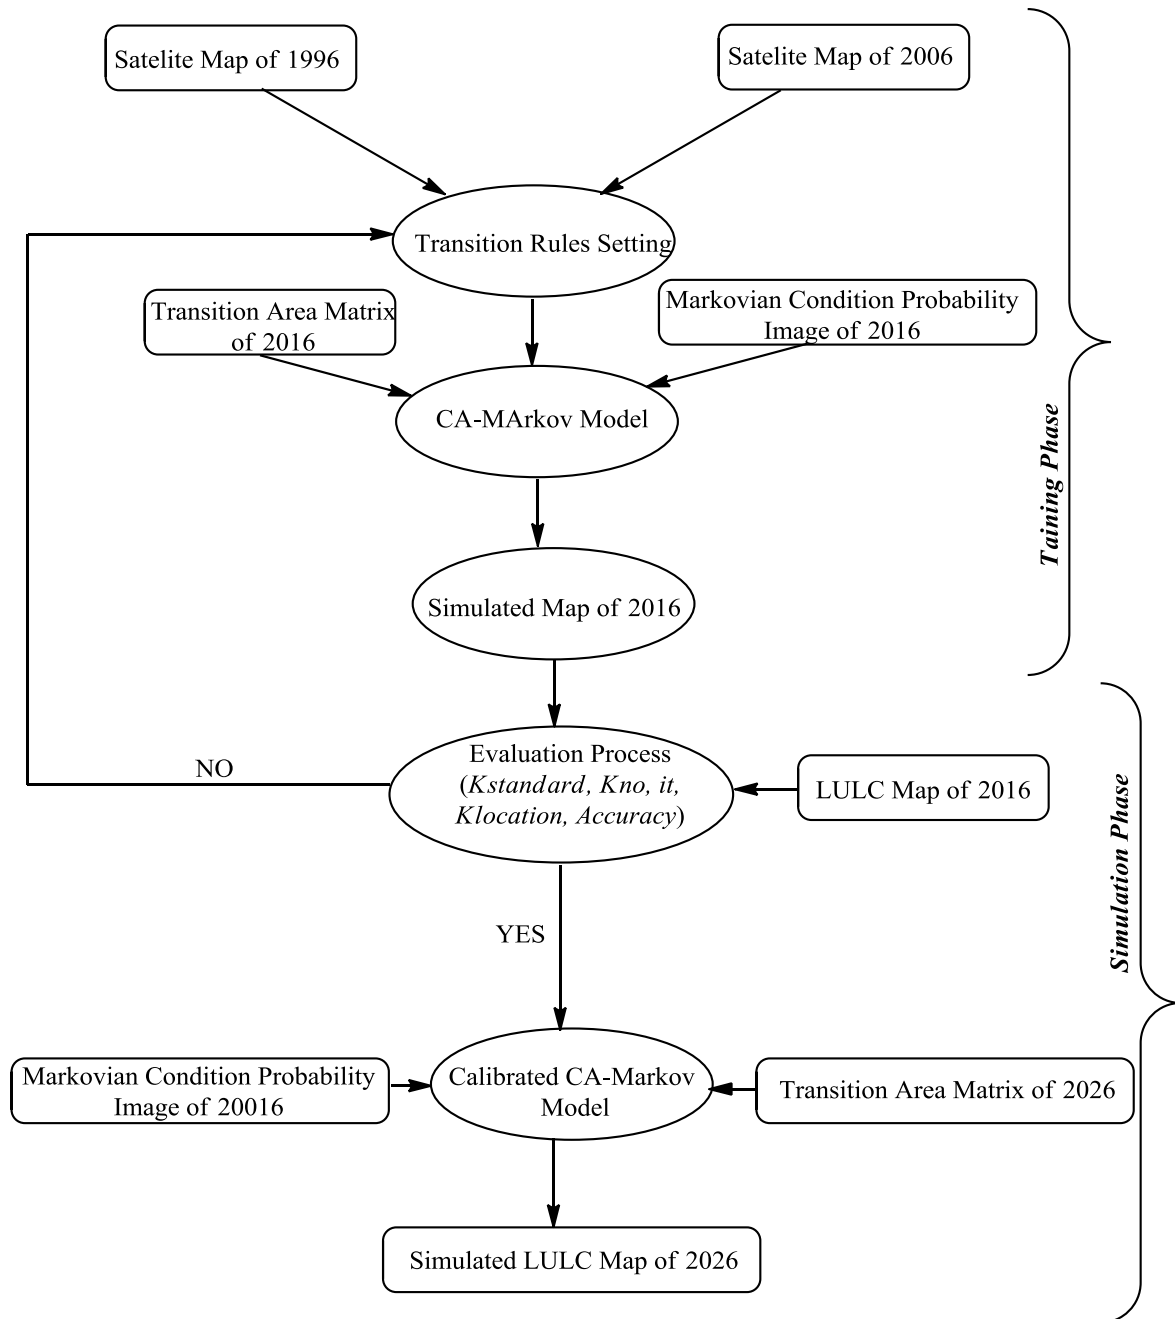 Satelite Map of 1996
Satelite Map of 2006
Transition Rules Setting
Transition Area Matrix
of 2016
Markovian Condition Probability
Image of 2016
CA-MArkov Model
Taining Phase
Simulated Map of 2016
Evaluation Process
(Kstandard, Kno, it,
Klocation, Accuracy)
NO
LULC Map of 2016
YES
Simulation Phase
Markovian Condition Probability
Image of 20016
Calibrated CA-Markov
Model
Transition Area Matrix of 2026
Simulated LULC Map of 2026